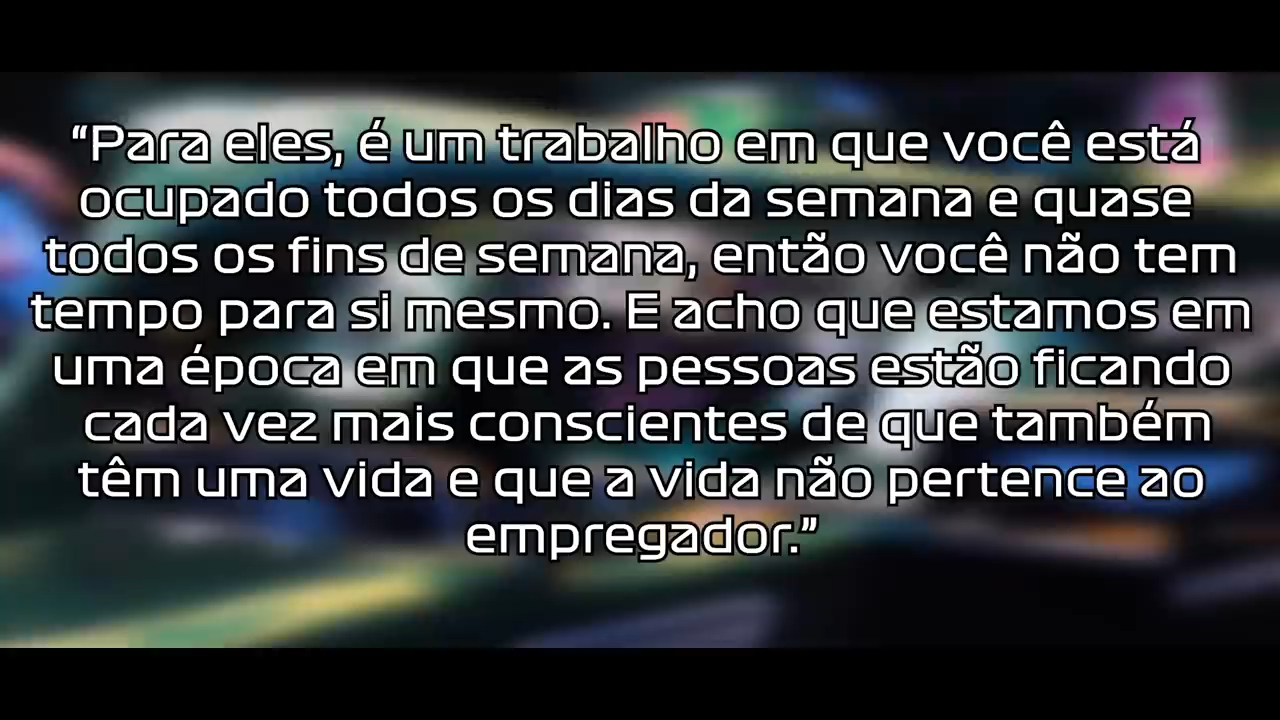 “Para eles, é um trabalho em que você está
ocupado todos os dias da semana e quase
todos os fins de semana, então você não tem
tempo para si mesmo. E acho que estamos em
uma época em que as pessoas estão ficando
cada vez mais conscientes de que também
têm uma vida e que a vida não pertence ao
empregador.”